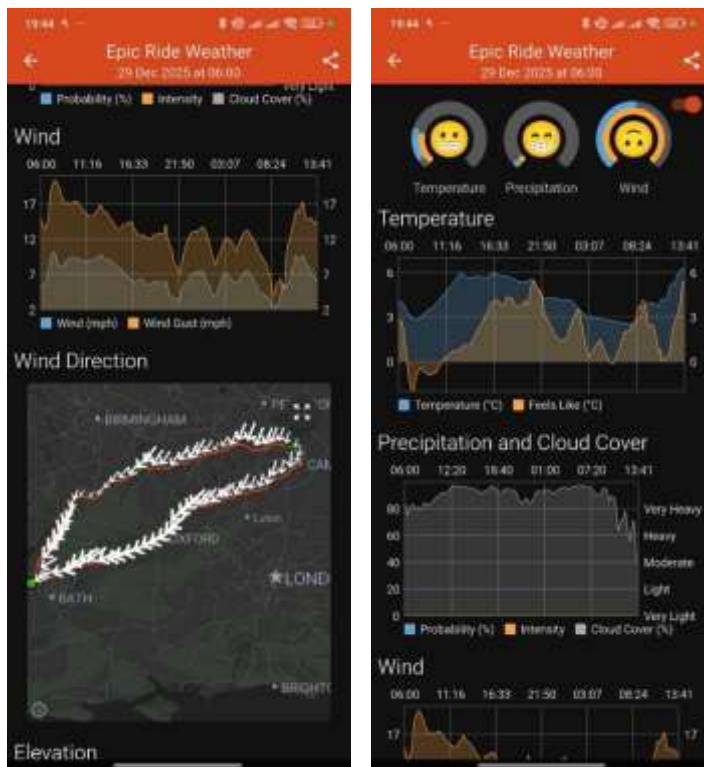 19:44
Epic Ride Weather
29 Dec 2025 at 06:00
0
Very Light
Probability (%) Intensity Cloud Cover (%)
Wind
06:00 11:16 16:33 21:50 03:07 08:24 13:41
17 17
12 12
7 7
2 2
Wind (mph) Wind Gust (mph)
Wind Direction
BIRMINGHAM
CAM
Luton
OXFORD
LOND
BATH
BRIGHTO
Elevation
19:44
Epic Ride Weather
29 Dec 2025 at 06:00
Temperature Precipitation Wind
Temperature
06:00 11:16 16:33 21:50 03:07 08:24 13:41
6 6
3 3
0 0
Temperature (°C) Feels Like (°C)
Precipitation and Cloud Cover
06:00 12:20 18:40 01:00 07:20 13:41
80 Very Heavy
60 Heavy
40 Moderate
20 Light
0 Very Light
Probability (%) Intensity Cloud Cover (%)
Wind
06:00 11:16 16:33 21:50 03:07 08:24 13:41
17 17